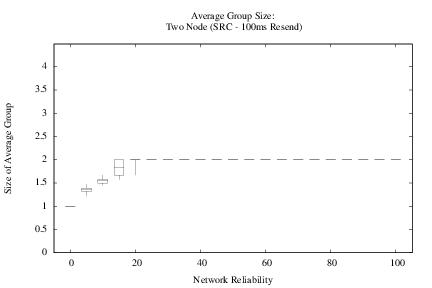 Average Group Size:
Two Node (SRC - 100ms Resend)
4
3.5
3
2.5
2
1.5
1
0.5
0
Size of Average Group
0 20 40 60 80 100
Network Reliability